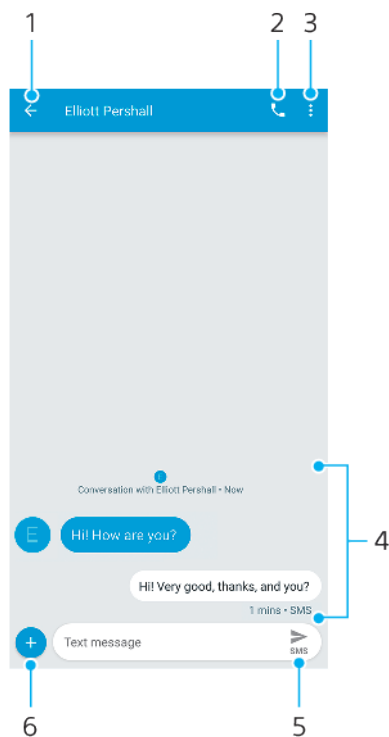 1 2 3
Elliott Pershall
Conversation with Elliott Pershall • Now
E
Hi! How are you?
Hi! Very good, thanks, and you?
4
1 mins • SMS
Text message
SMS
6 5